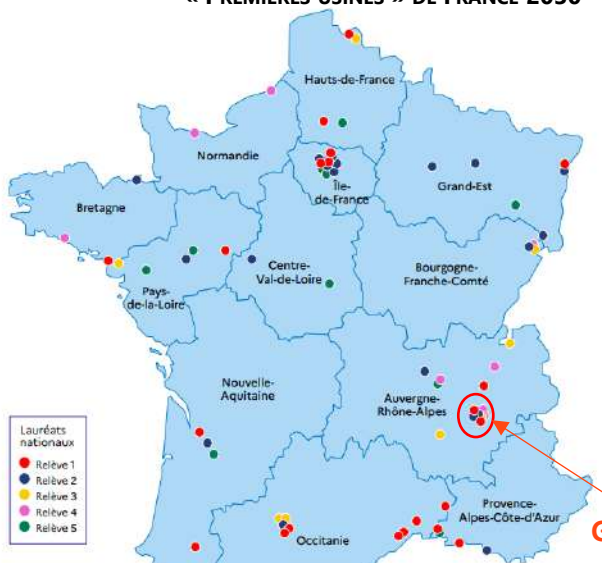 « PREMIÈRES USINES » DE FRANCE 2030
Hauts-de-France
Normandie
Île-
de-France
Grand-Est
Bretagne
Pays-
de-la-Loire
Centre-
Val-de-Loire
Bourgogne-
Franche-Comté
Nouvelle-
Aquitaine
Auvergne-
Rhône-Alpes
Lauréats
nationaux
Relève 1
Relève 2
Relève 3
Relève 4
Relève 5
Occitanie
Provence-
Alpes-Côte-d'Azur
G